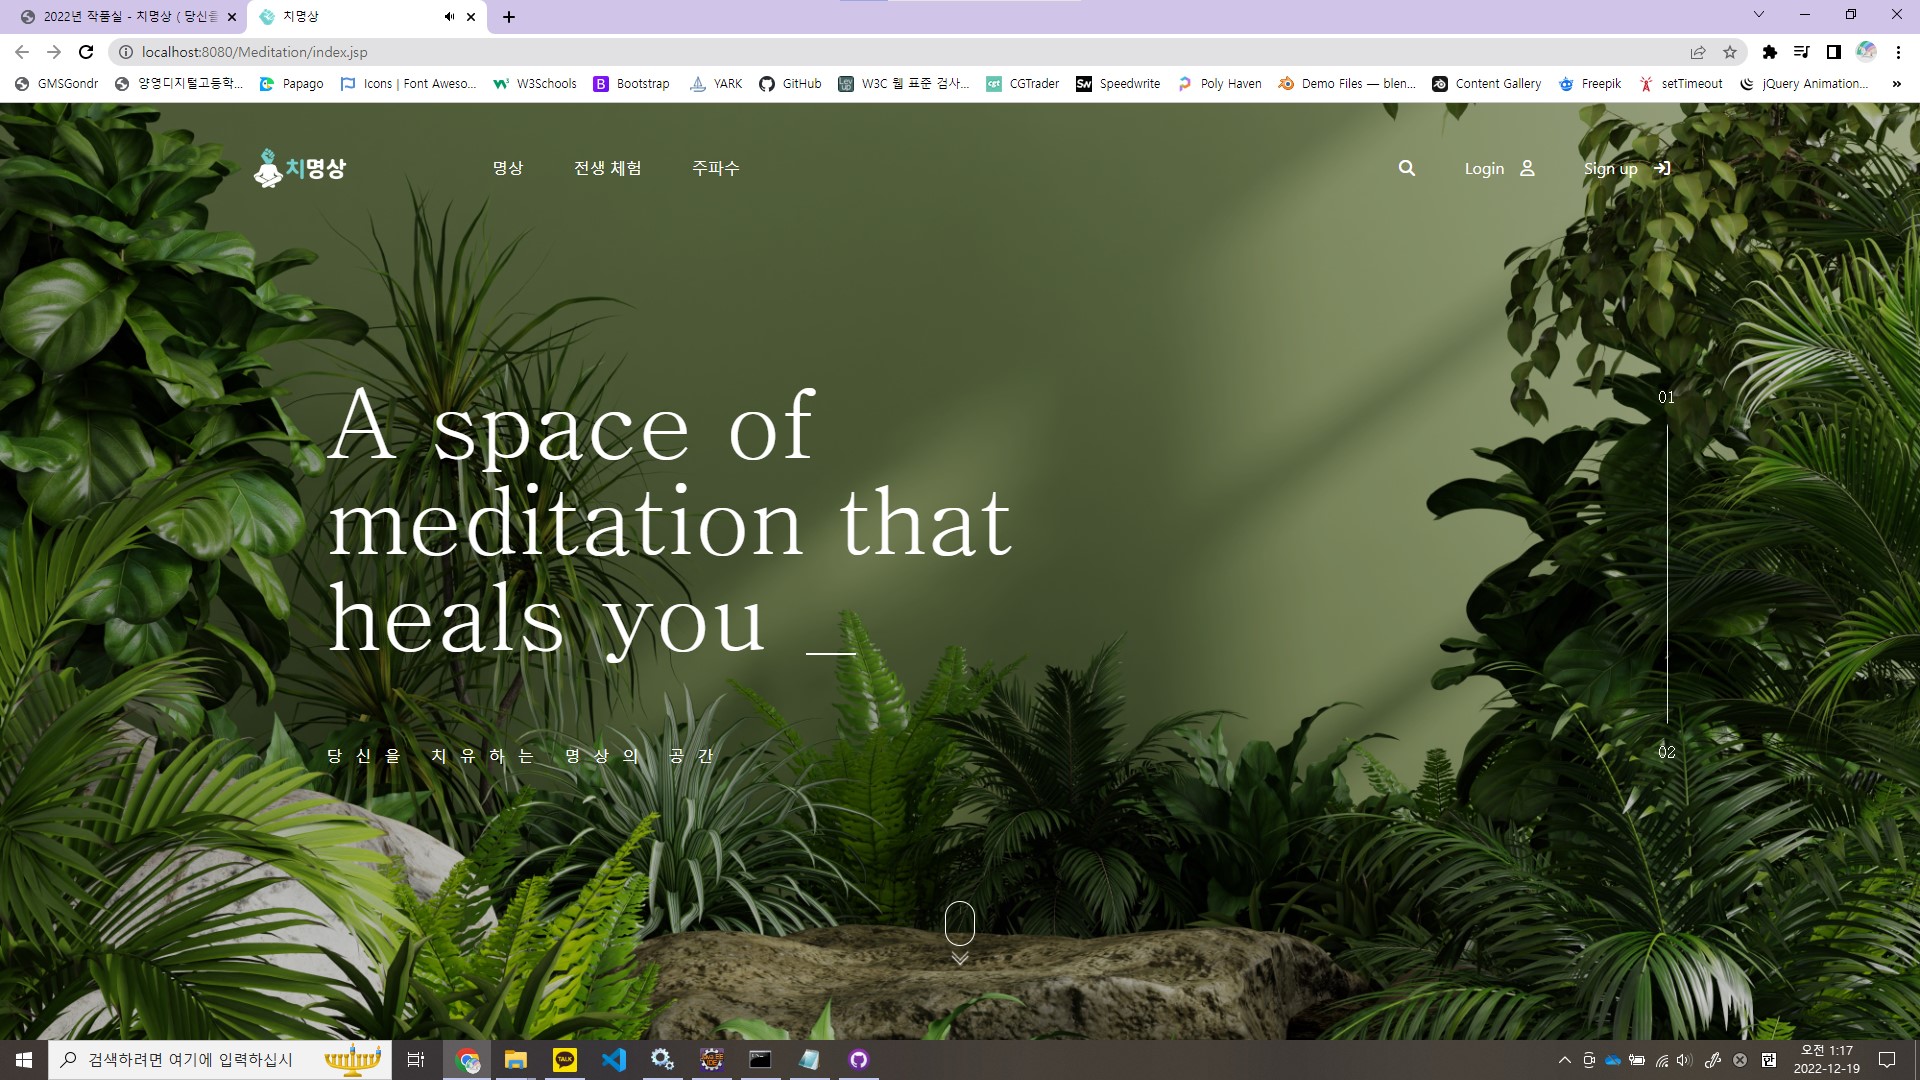 2022년 작품실 - 치명상 ( 당신을
치명상
localhost:8080/Meditation/index.jsp
GMSGondr
양영디지털고등학...
Papago
Icons | Font Aweso...
W3Schools
Bootstrap
YARK
GitHub
W3C 웹 표준 검사...
CGTrader
Speedwrite
Poly Haven
Demo Files — blen...
Content Gallery
Freepik
setTimeout
jQuery Animation...
»
치명상
명상
전생 체험
주파수
Login
Sign up
A space of
meditation that
heals you _
당신을 치유하는 명상의 공간
01
02
검색하려면 여기에 입력하십시
TALK
한
오전 1:17
2022-12-19